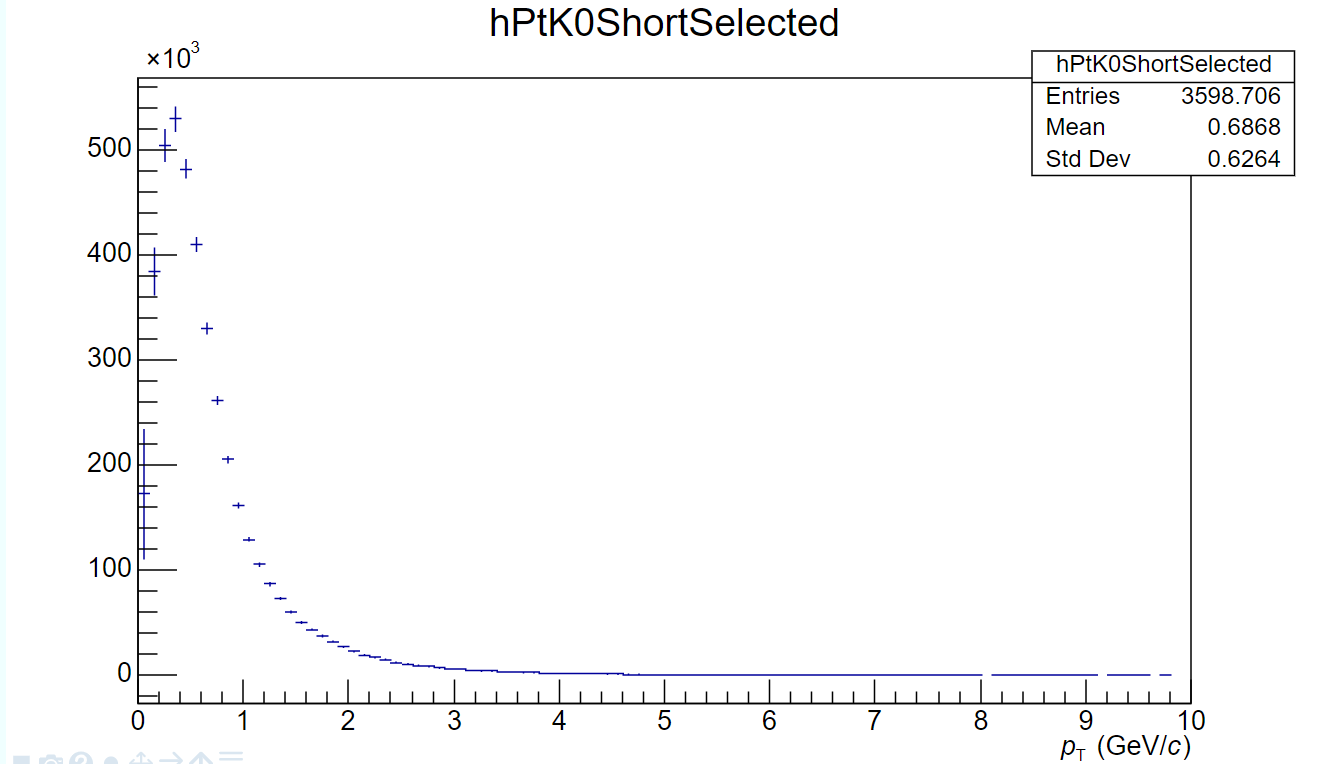 hPtK0ShortSelected
×10³
hPtK0ShortSelected
Entries 3598.706
Mean 0.6868
Std Dev 0.6264
500
400
300
200
100
0
0 1 2 3 4 5 6 7 8 9 10
p_T (GeV/c)